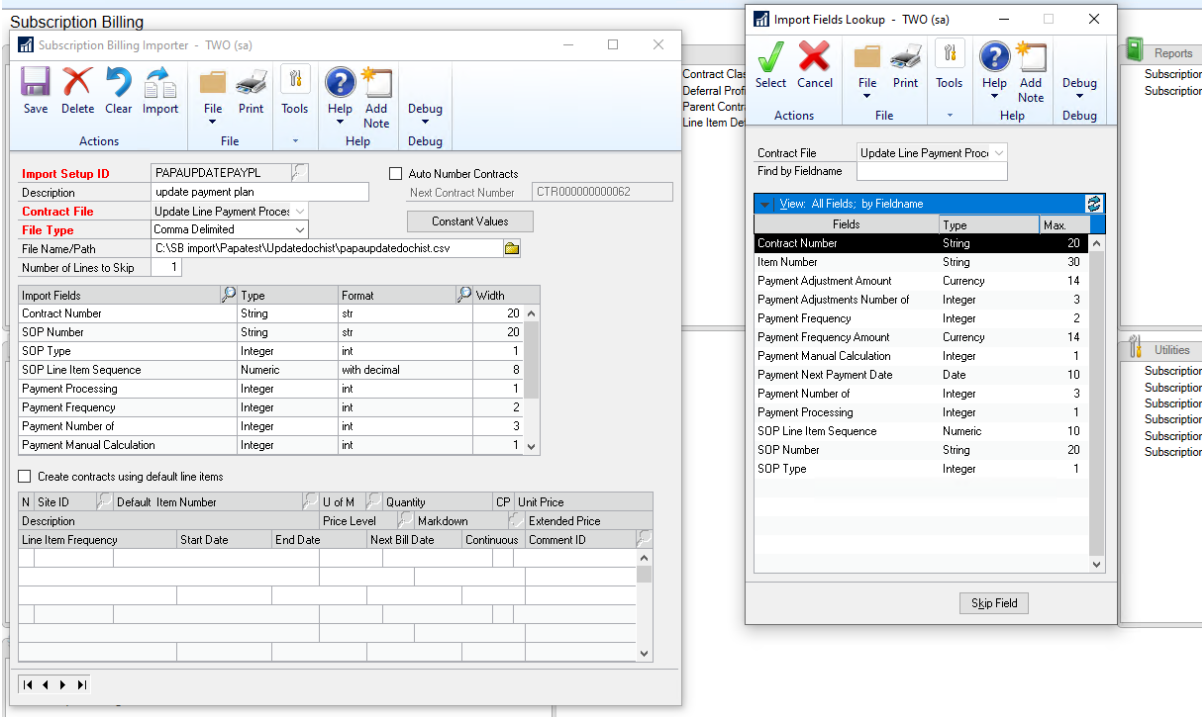 Subscription Billing
Subscription Billing Importer - TWO (sa)
Save Delete Clear Import File Print Tools Help Add Note Debug
Actions File Help Debug
Import Setup ID PAPAUPDATEPAYPL Auto Number Contracts
Description update payment plan Next Contract Number CTR000000000062
Contract File Update Line Payment Proces Constant Values
File Type Comma Delimited
File Name/Path C:\SB import\Papatest\Updatedochist\papaupdatedochist.csv
Number of Lines to Skip 1
Import Fields Type Format Width
Contract Number String str 20
SOP Number String str 20
SOP Type Integer int 1
SOP Line Item Sequence Numeric with decimal 8
Payment Processing Integer int 1
Payment Frequency Integer int 2
Payment Number of Integer int 3
Payment Manual Calculation Integer int 1
Create contracts using default line items
N Site ID Default Item Number U of M Quantity CP Unit Price
Description Price Level Markdown Extended Price
Line Item Frequency Start Date End Date Next Bill Date Continuous Comment ID
Contract Clas
Deferral Profi
Parent Contr
Line Item De
Import Fields Lookup - TWO (sa)
Select Cancel File Print Tools Help Add Note Debug
Actions File Help Debug
Contract File Update Line Payment Proce
Find by Fieldname
View: All Fields; by Fieldname
Fields Type Max.
Contract Number String 20
Item Number String 30
Payment Adjustment Amount Currency 14
Payment Adjustments Number of Integer 3
Payment Frequency Integer 2
Payment Frequency Amount Currency 14
Payment Manual Calculation Integer 1
Payment Next Payment Date Date 10
Payment Number of Integer 3
Payment Processing Integer 1
SOP Line Item Sequence Numeric 10
SOP Number String 20
SOP Type Integer 1
Skip Field
Reports
Subscription
Subscription
Utilities
Subscription
Subscription
Subscription
Subscription
Subscription
Subscription